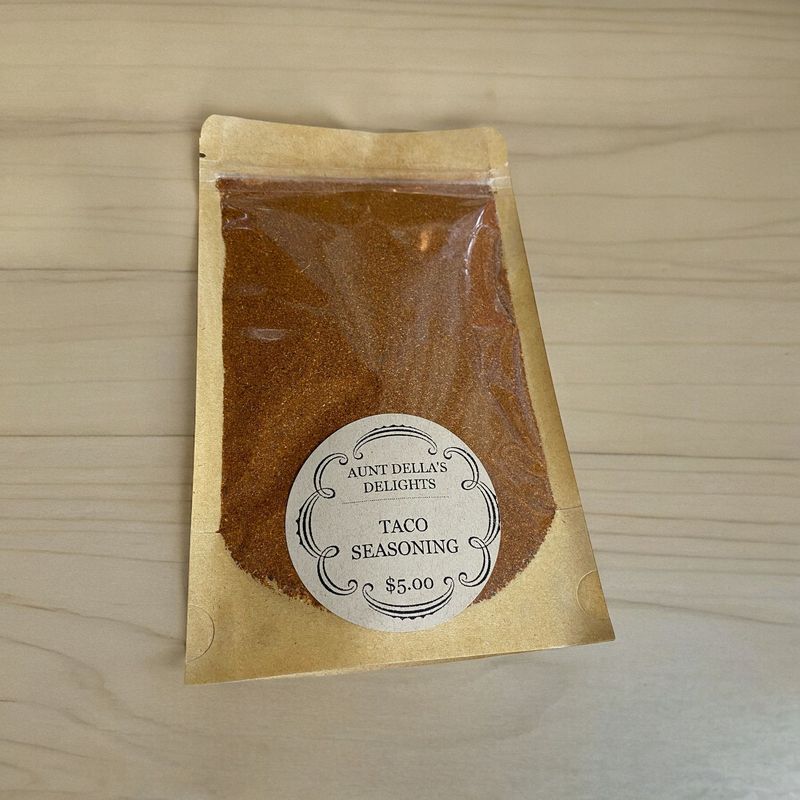 AUNT DELLA'S
DELIGHTS
TACO
SEASONING
$5.00